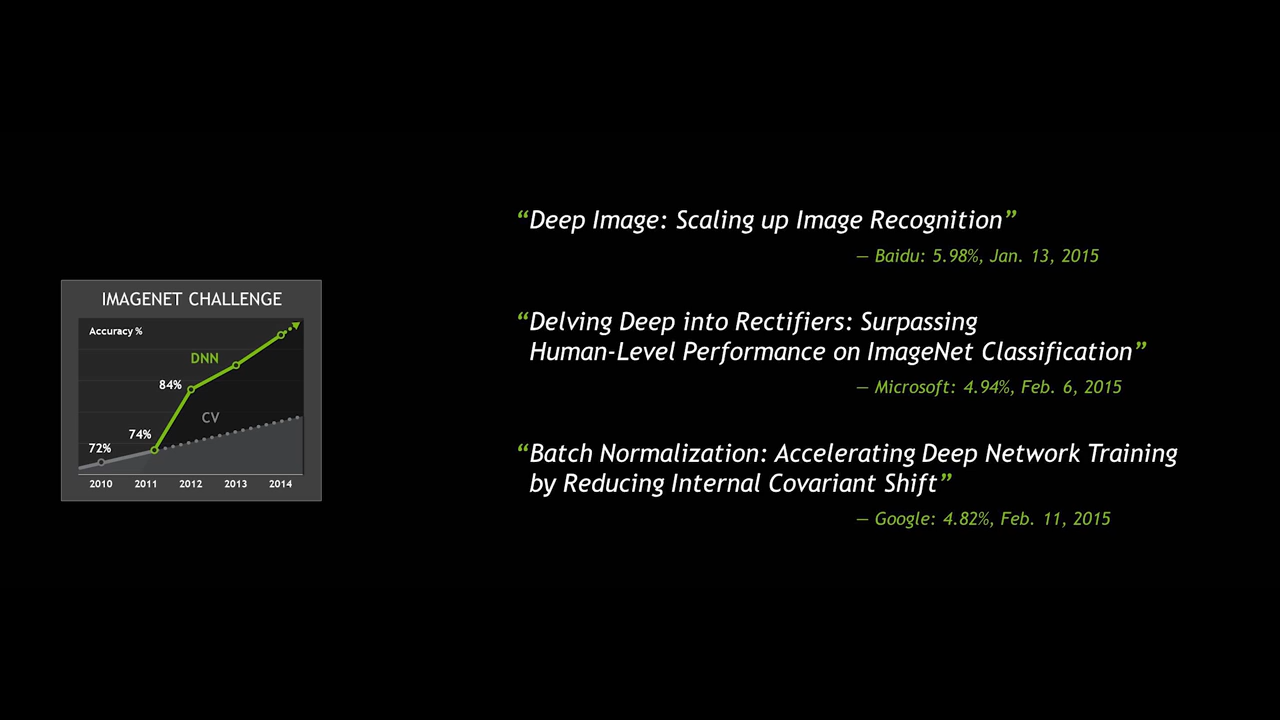 IMAGENET CHALLENGE
Accuracy %
DNN
84%
CV
74%
72%
2010 2011 2012 2013 2014
“Deep Image: Scaling up Image Recognition”
— Baidu: 5.98%, Jan. 13, 2015
“Delving Deep into Rectifiers: Surpassing
Human-Level Performance on ImageNet Classification”
— Microsoft: 4.94%, Feb. 6, 2015
“Batch Normalization: Accelerating Deep Network Training
by Reducing Internal Covariant Shift”
— Google: 4.82%, Feb. 11, 2015